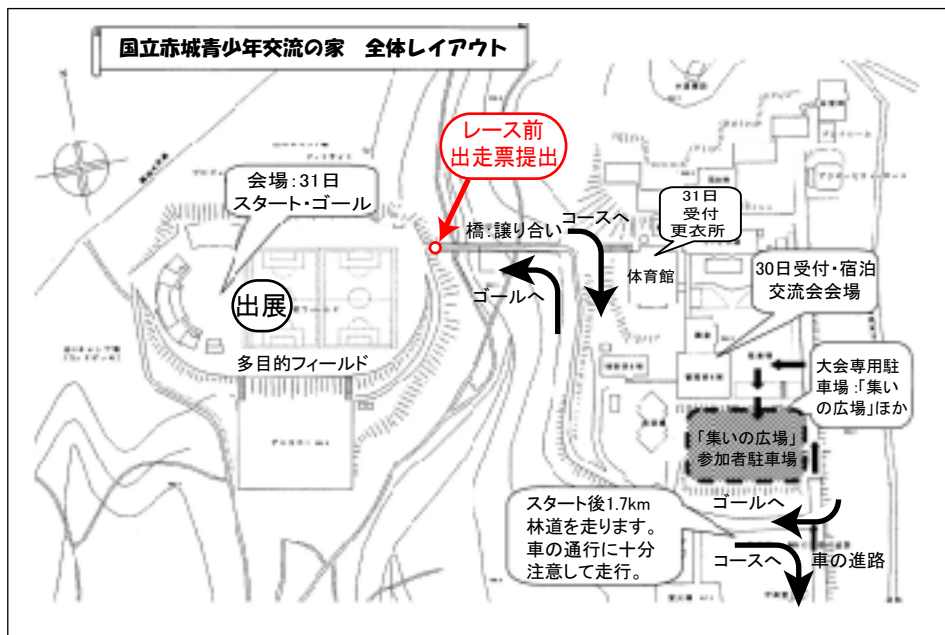 国立赤城青少年交流の家　全体レイアウト
レース前
出走票提出
会場：31日
スタート・ゴール
橋：譲り合い
コースへ
31日
受付
更衣所
体育館
ゴールへ
30日受付・宿泊
交流会会場
出展
多目的フィールド
大会専用駐
車場：「集い
の広場」ほか
「集いの広場」
参加者駐車場
スタート後1.7km
林道を走ります。
車の通行に十分
注意して走行。
ゴールへ
コースへ
車の進路